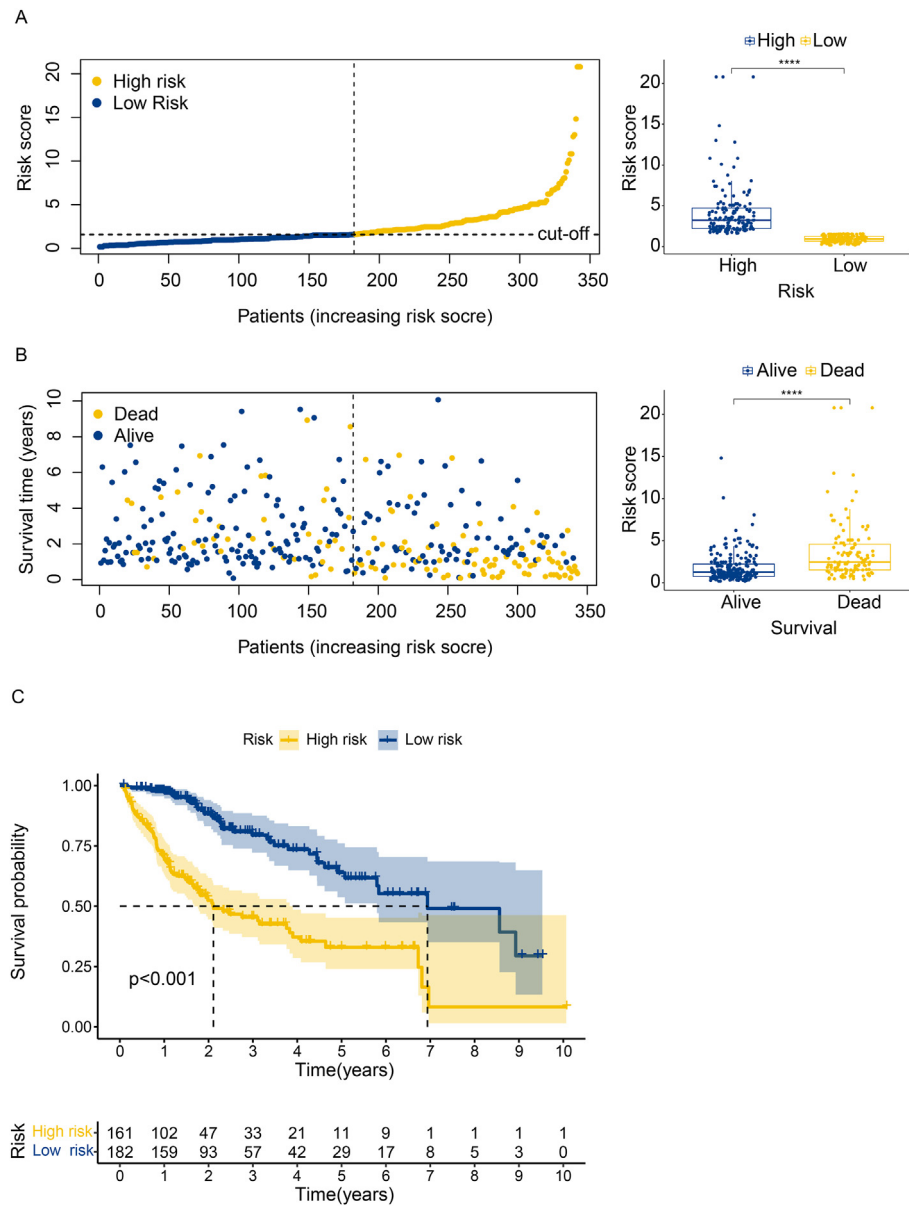 A
High Low
High risk
Low Risk
cut-off
Risk score
0 5 10 15 20
0 50 100 150 200 250 300 350
Patients (increasing risk socre)
****
Risk score
0 5 10 15 20
High Low
Risk
B
Alive Dead
Dead
Alive
Survival time (years)
0 2 4 6 8 10
0 50 100 150 200 250 300 350
Patients (increasing risk socre)
****
Risk score
0 5 10 15 20
Alive Dead
Survival
C
Risk High risk Low risk
Survival probability
1.00
0.75
0.50
0.25
0.00
p<0.001
0 1 2 3 4 5 6 7 8 9 10
Time(years)
Risk
High risk 161 102 47 33 21 11 9 1 1 1 1
Low risk 182 159 93 57 42 29 17 8 5 3 0
0 1 2 3 4 5 6 7 8 9 10
Time(years)